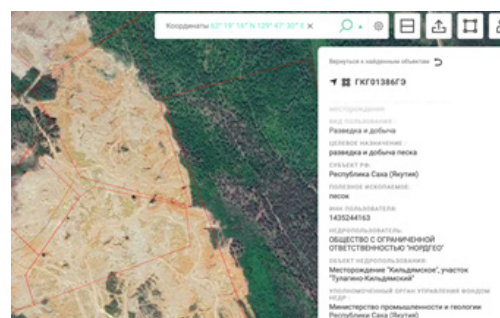 Координаты 62° 19' 16" N 129° 47' 30" E ×
Вернуться к найденным объектам
ГКГ01386ГЭ
месторождения.
ВИД ПОЛЬЗОВАНИЯ:
Разведка и добыча
ЦЕЛЕВОЕ НАЗНАЧЕНИЕ:
разведка и добыча песка
СУБЪЕКТ РФ:
Республика Саха (Якутия)
ПОЛЕЗНОЕ ИСКОПАЕМОЕ:
песок
ИНН ПОЛЬЗОВАТЕЛЯ:
1435244163
НЕДРОПОЛЬЗОВАТЕЛЬ:
ОБЩЕСТВО С ОГРАНИЧЕННОЙ
ОТВЕТСТВЕННОСТЬЮ "НОРДГЕО"
ОБЪЕКТ НЕДРОПОЛЬЗОВАНИЯ:
Месторождение "Кильдямское", участок
"Тулагино-Кильдямский"
УПОЛНОМОЧЕННЫЙ ОРГАН УПРАВЛЕНИЯ ФОНДОМ
НЕДР:
Министерство промышленности и геологии
Республики Саха (Якутия)